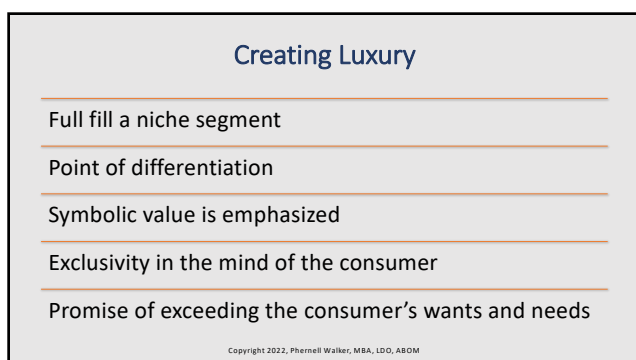 Creating Luxury
Full fill a niche segment
Point of differentiation
Symbolic value is emphasized
Exclusivity in the mind of the consumer
Promise of exceeding the consumer’s wants and needs
Copyright 2022, Phernell Walker, MBA, LDO, ABOM